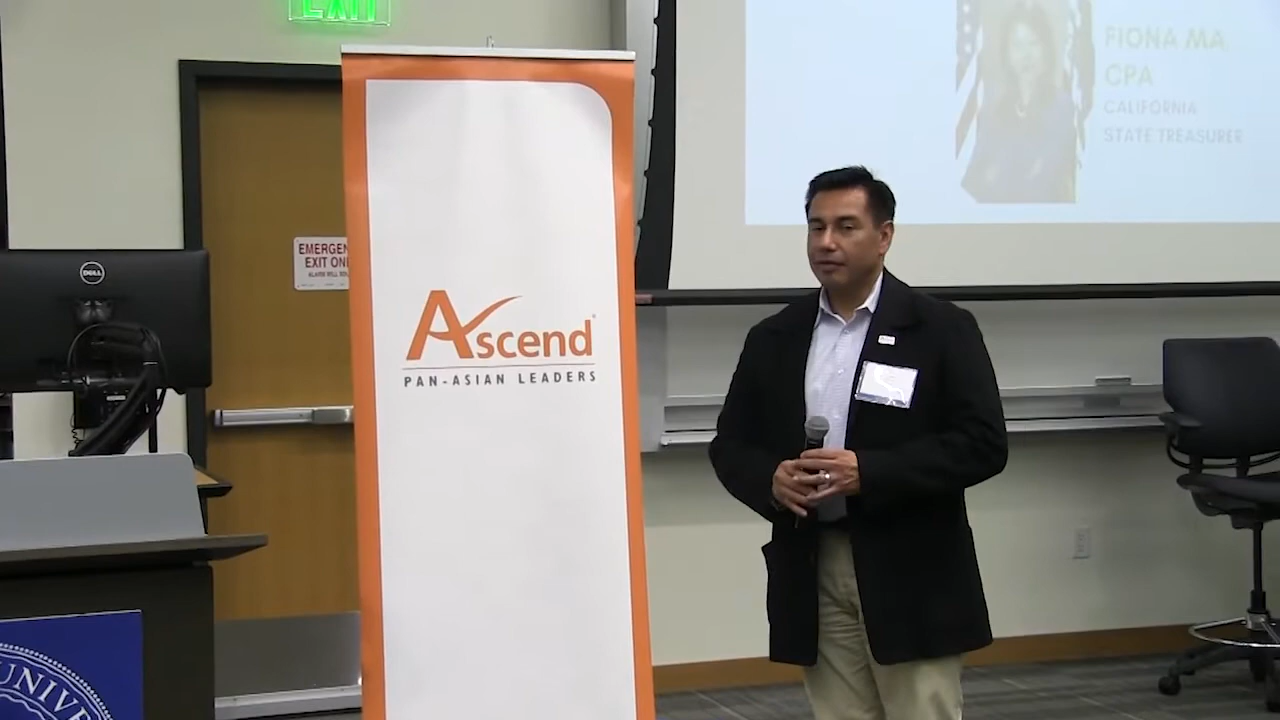 EXIT
FIONA MA
CPA
CALIFORNIA
STATE TREASURER
EMERGEN
EXIT ONL
DELL
Ascend
PAN-ASIAN LEADERS
UNIVE